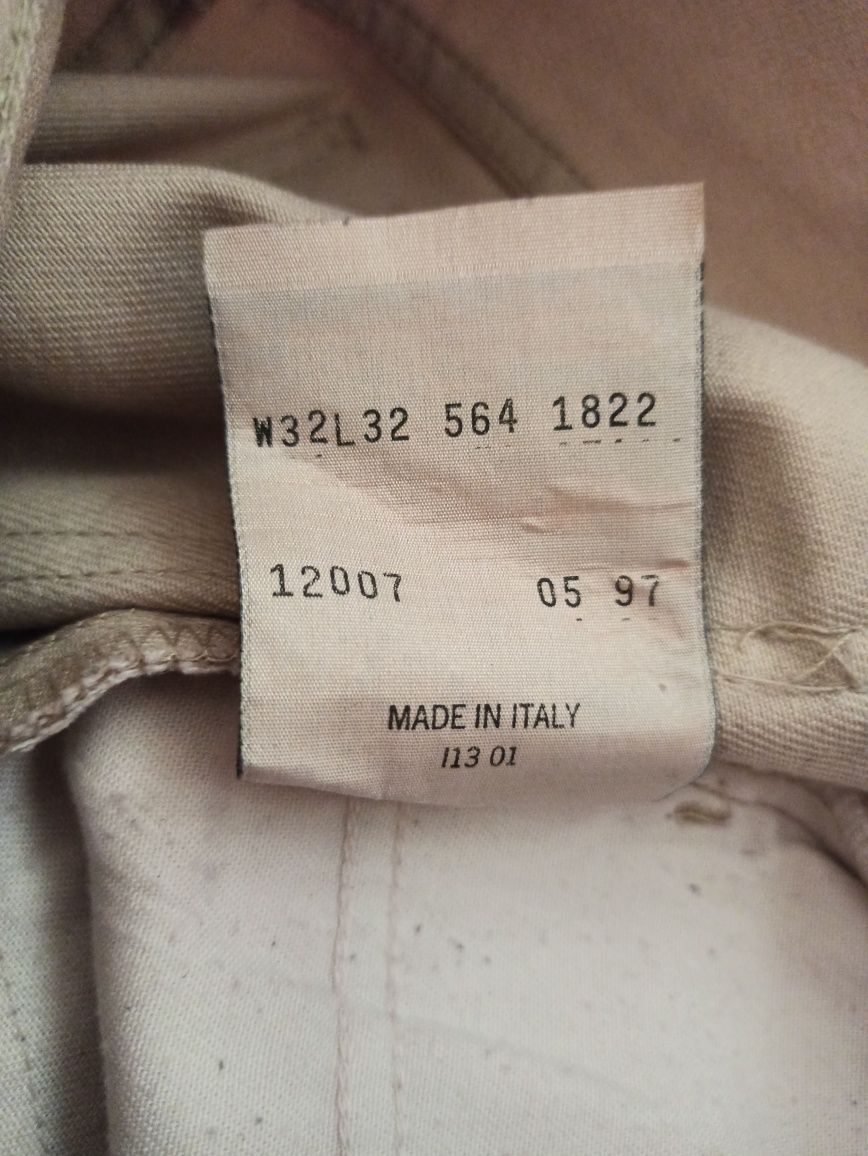 W32L32 564 1822
12007 05 97
MADE IN ITALY
I13 01